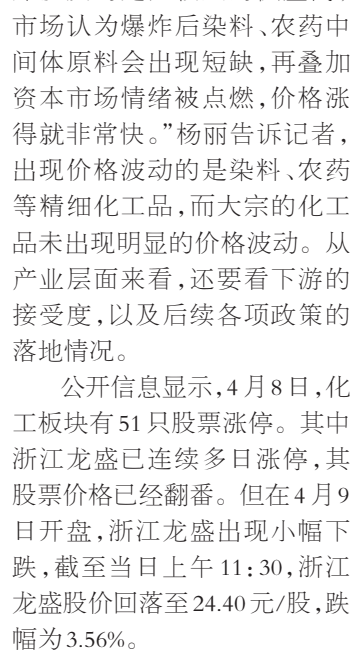 市场认为爆炸后染料、农药中
间体原料会出现短缺,再叠加
资本市场情绪被点燃,价格涨
得就非常快。”杨丽告诉记者,
出现价格波动的是染料、农药
等精细化工品,而大宗的化工
品未出现明显的价格波动。从
产业层面来看,还要看下游的
接受度,以及后续各项政策的
落地情况。
公开信息显示,4月8日,化
工板块有51只股票涨停。其中
浙江龙盛已连续多日涨停,其
股票价格已经翻番。但在4月9
日开盘,浙江龙盛出现小幅下
跌,截至当日上午11:30,浙江
龙盛股价回落至24.40元/股,跌
幅为3.56%。